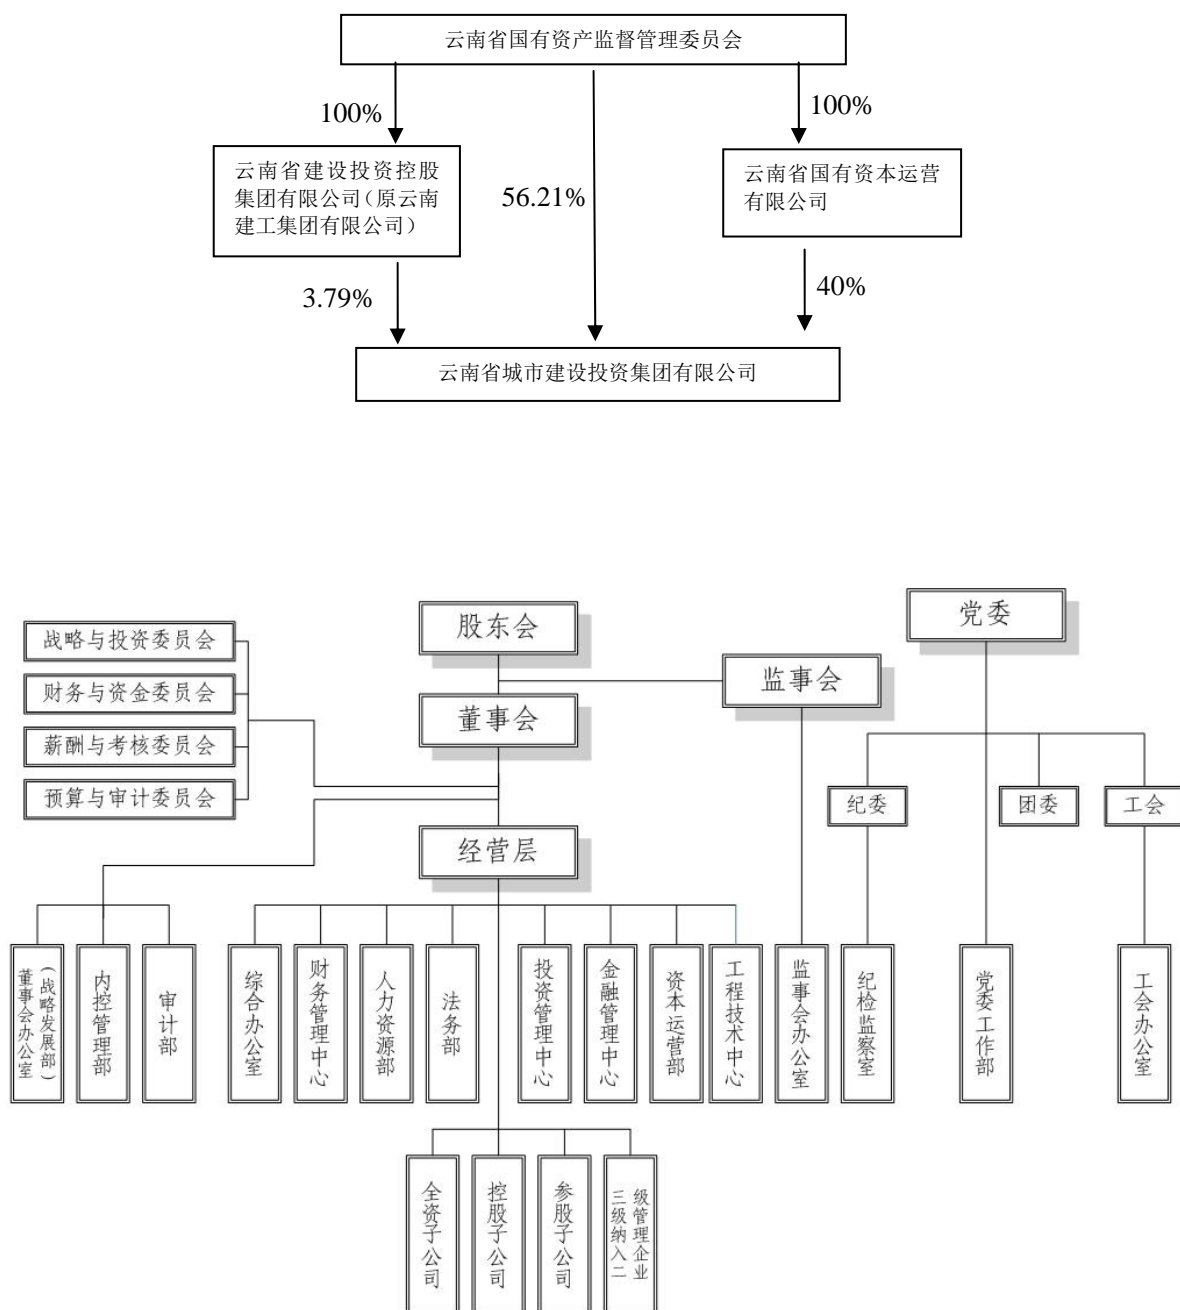 云南省国有资产监督管理委员会
100%
100%
云南省建设投资控股
集团有限公司（原云南
建工集团有限公司）
56.21%
云南省国有资本运营
有限公司
3.79%
40%
云南省城市建设投资集团有限公司
股东会
党委
战略与投资委员会
财务与资金委员会
薪酬与考核委员会
预算与审计委员会
监事会
董事会
纪委
团委
工会
经营层
董事会办公室
（战略发展部）
内控管理部
审计部
综合办公室
财务管理中心
人力资源部
法务部
投资管理中心
金融管理中心
资本运营部
工程技术中心
监事会办公室
纪检监察室
党委工作部
工会办公室
全资子公司
控股子公司
参股子公司
三级纳入二
级管理企业